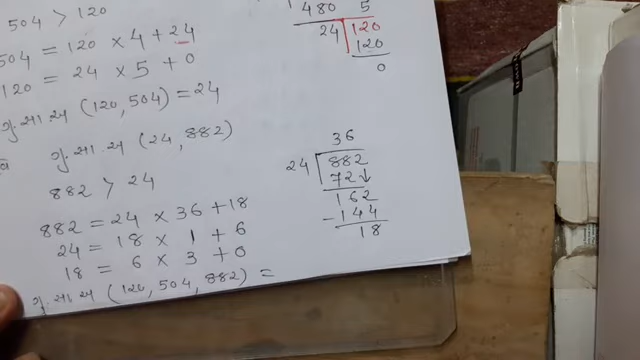 504 > 120
504 = 120 × 4 + 24
120 = 24 × 5 + 0
ગુ.સા.અ (120, 504) = 24
ગુ.સા.અ (24, 882)
882 > 24
882 = 24 × 36 + 18
24 = 18 × 1 + 6
18 = 6 × 3 + 0
ગુ.સા.અ (120, 504, 882) =
480 5
24 120
120
0
36
24 882
72↓
162
-144
18